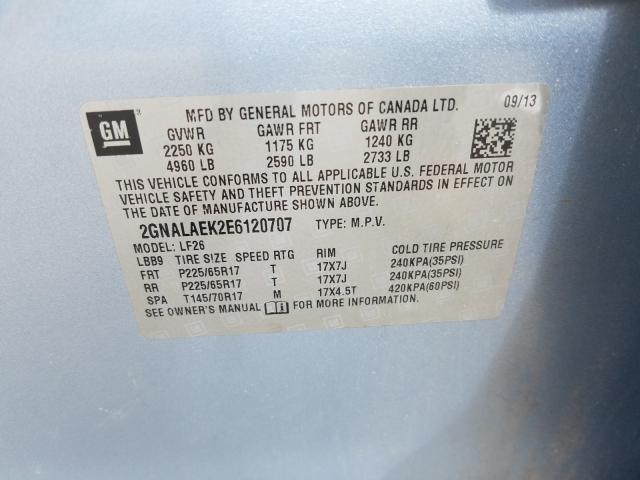 GM ® MFD BY GENERAL MOTORS OF CANADA LTD. 09/13
GVWR GAWR FRT GAWR RR
2250 KG 1175 KG 1240 KG
4960 LB 2590 LB 2733 LB
THIS VEHICLE CONFORMS TO ALL APPLICABLE U.S. FEDERAL MOTOR
VEHICLE SAFETY AND THEFT PREVENTION STANDARDS IN EFFECT ON
THE DATE OF MANUFACTURE SHOWN ABOVE.
2GNALAEK2E6120707 TYPE: M.P.V.
MODEL: LF26
LBB9 TIRE SIZE SPEED RTG RIM COLD TIRE PRESSURE
FRT P225/65R17 T 17X7J 240KPA(35PSI)
RR P225/65R17 T 17X7J 240KPA(35PSI)
SPA T145/70R17 M 17X4.5T 420KPA(60PSI)
SEE OWNER'S MANUAL FOR MORE INFORMATION.